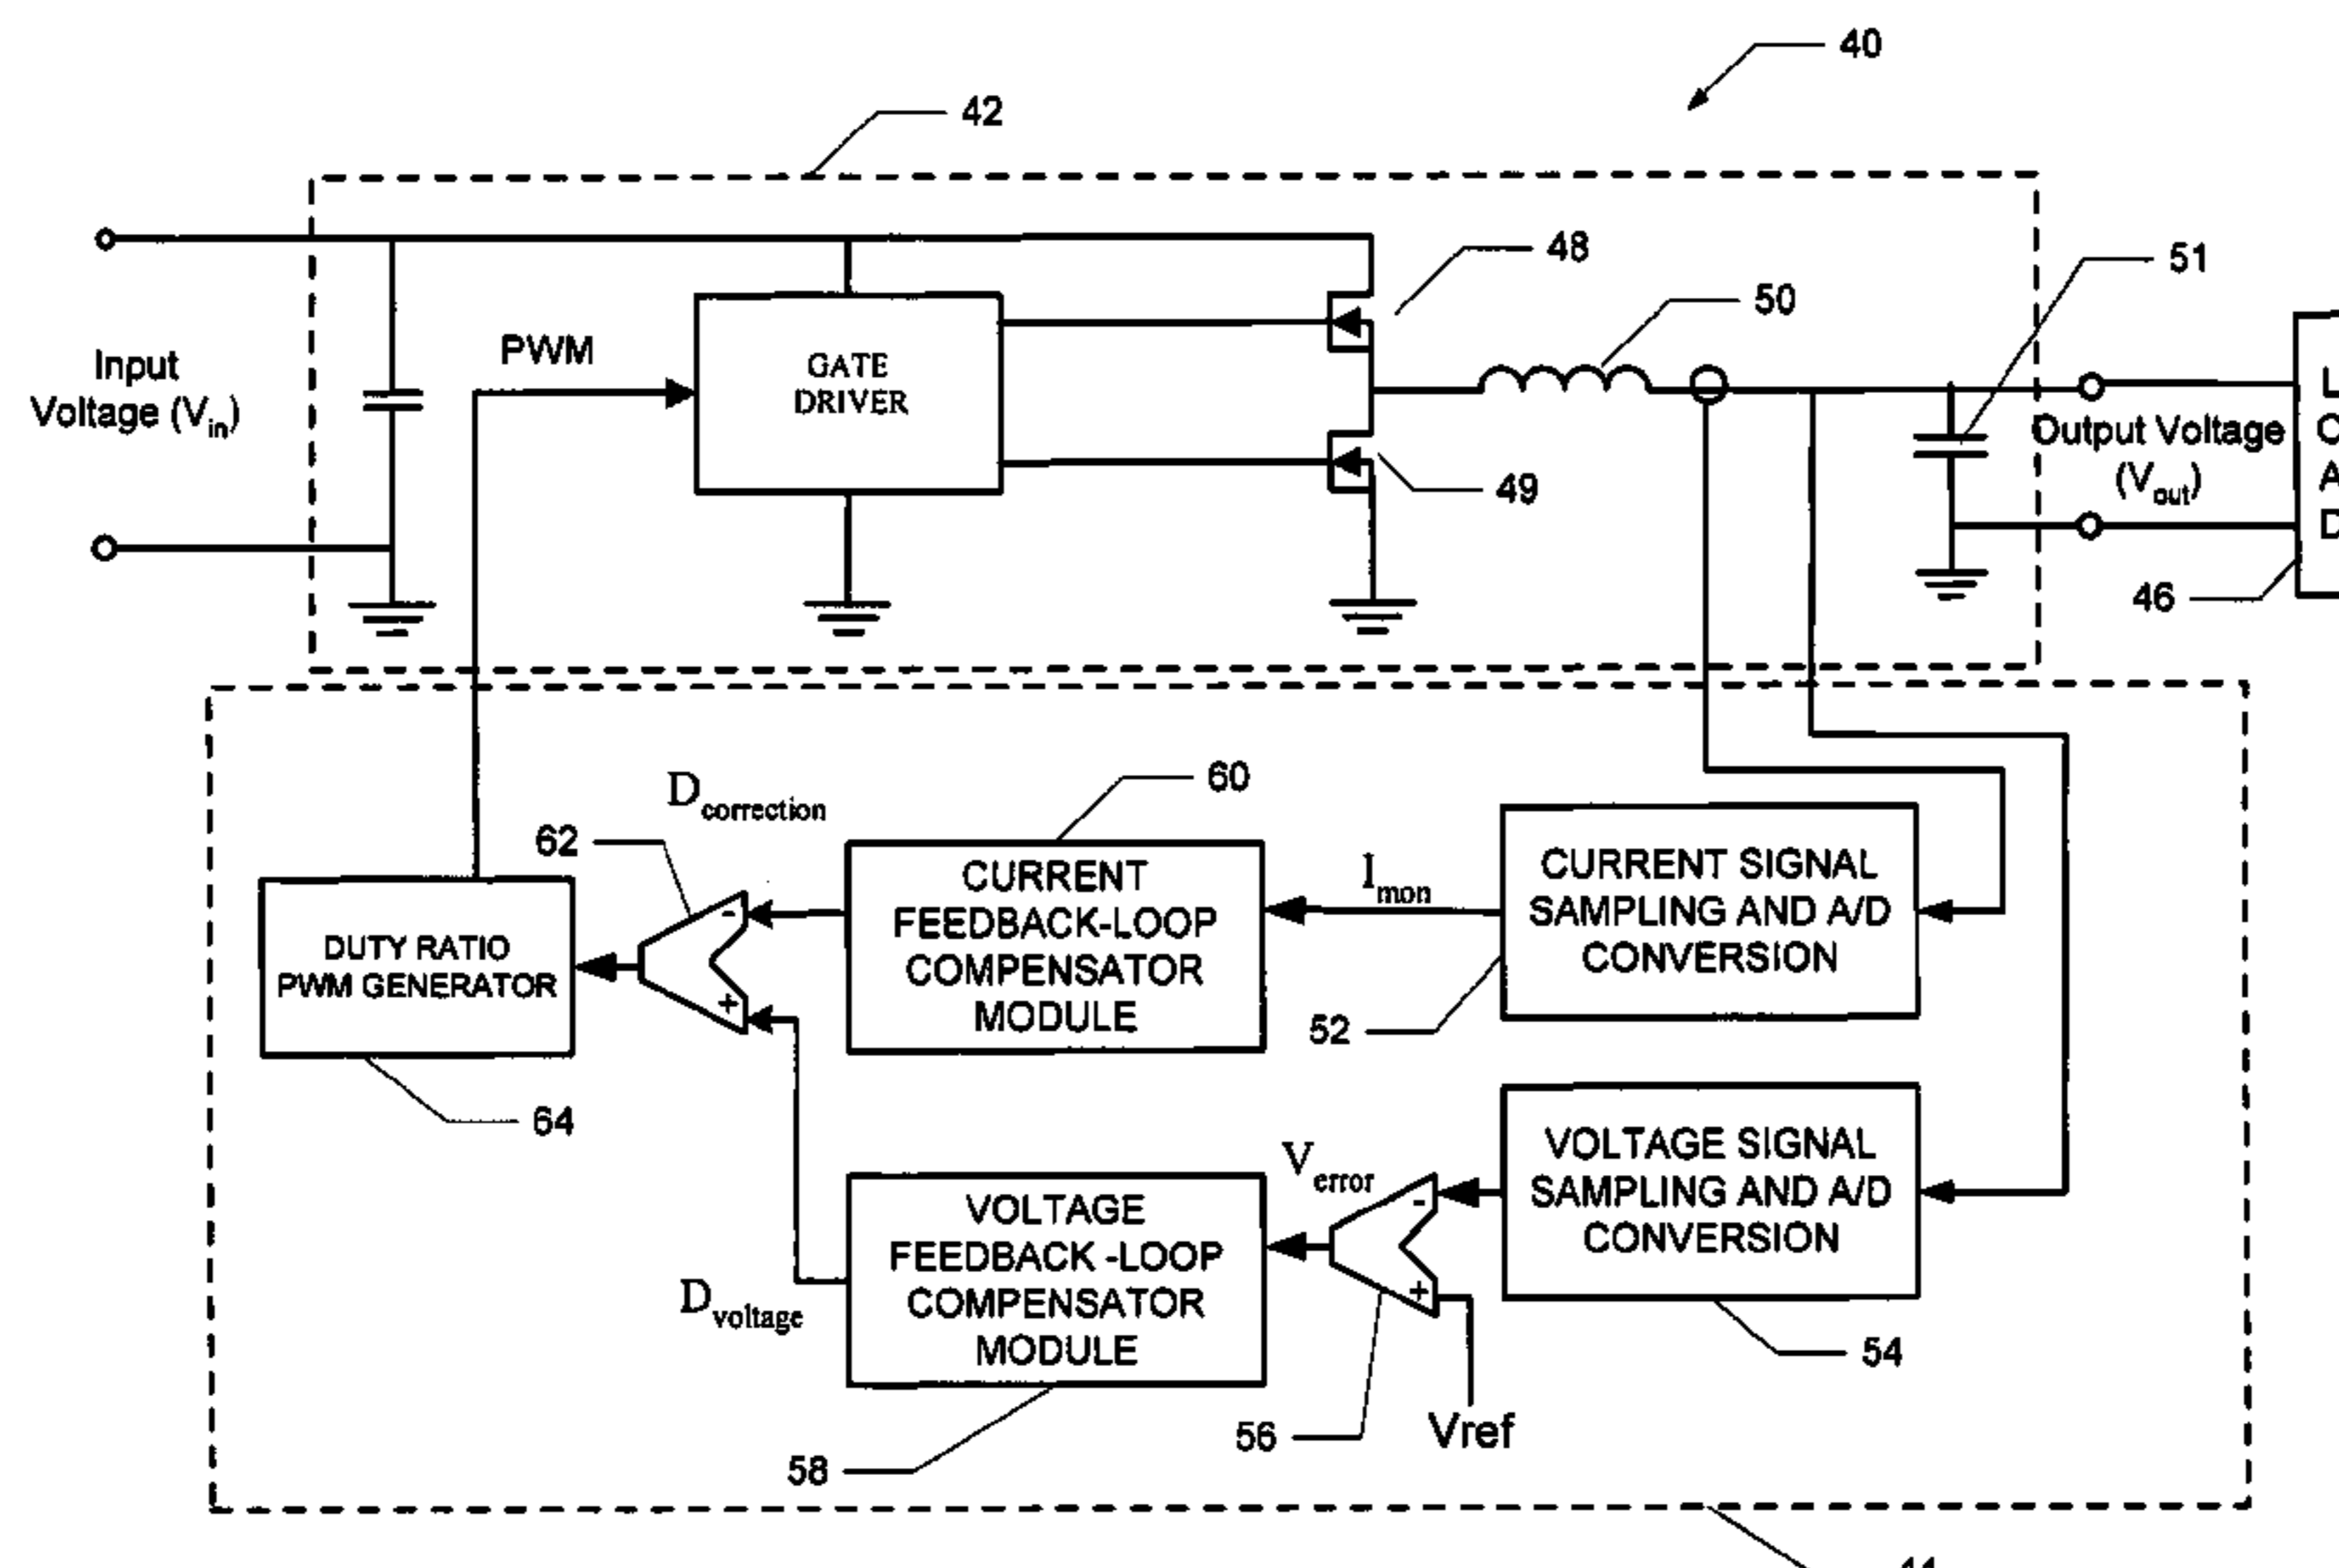 40
42
48
51
50
PWM
Input
Voltage (Vin)
GATE
DRIVER
Output Voltage
(Vout)
L
O
A
D
49
46
Dcorrection
60
62
CURRENT
FEEDBACK-LOOP
COMPENSATOR
MODULE
Imon
CURRENT SIGNAL
SAMPLING AND A/D
CONVERSION
-
+
DUTY RATIO
PWM GENERATOR
52
64
VOLTAGE SIGNAL
SAMPLING AND A/D
CONVERSION
Verror
-
+
VOLTAGE
FEEDBACK -LOOP
COMPENSATOR
MODULE
Dvoltage
54
56
Vref
58